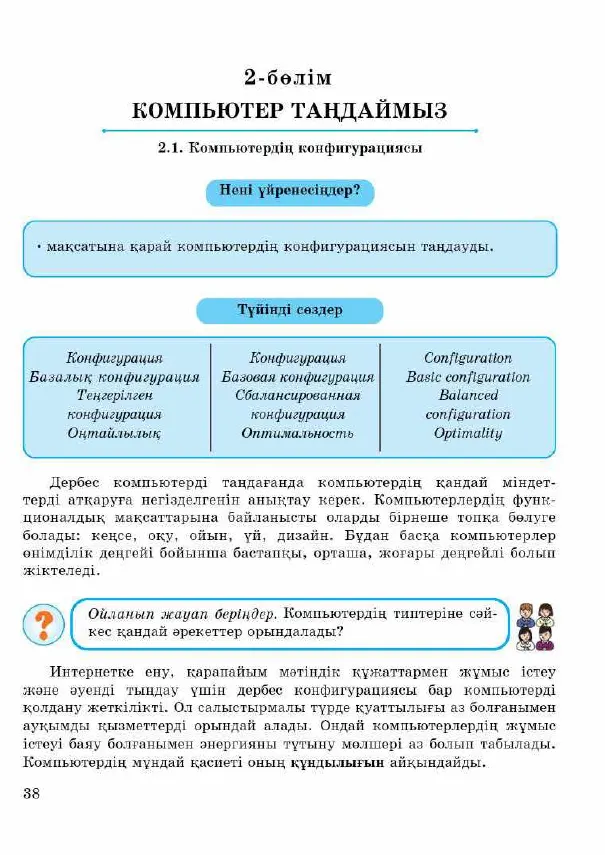 2-бөлім
КОМПЬЮТЕР ТАҢДАЙМЫЗ
2.1. Компьютердің конфигурациясы
Нені үйренесіңдер?
• мақсатына қарай компьютердің конфигурациясын таңдауды.
Түйінді сөздер
Конфигурация
Базалық конфигурация
Теңгерілген
конфигурация
Оңтайлылық
Конфигурация
Базовая конфигурация
Сбалансированная
конфигурация
Оптимальность
Configuration
Basic configuration
Balanced
configuration
Optimality
Дербес компьютерді таңдағанда компьютердің қандай міндет-
терді атқаруға негізделгенін анықтау керек. Компьютерлердің функ-
ционалдық мақсаттарына байланысты оларды бірнеше топқа бөлуге
болады: кеңсе, оқу, ойын, үй, дизайн. Бұдан басқа компьютерлер
өнімділік деңгейі бойынша бастапқы, орташа, жоғары деңгейлі болып
жіктеледі.
?
Ойланып жауап беріңдер. Компьютердің типтеріне сәй-
кес қандай әрекеттер орындалады?
Интернетке ену, қарапайым мәтіндік құжаттармен жұмыс істеу
және әуенді тыңдау үшін дербес конфигурациясы бар компьютерді
қолдану жеткілікті. Ол салыстырмалы түрде қуаттылығы аз болғанымен
ауқымды қызметтерді орындай алады. Ондай компьютерлердің жұмыс
істеуі баяу болғанымен энергияны тұтыну мөлшері аз болып табылады.
Компьютердің мұндай қасиеті оның құндылығын айқындайды.
38